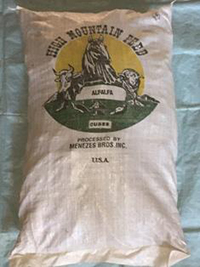 HIGH MOUNTAIN FEED
ALFALFA
CUBES
PROCESSED BY
MENEZES BROS. INC.
U.S.A.